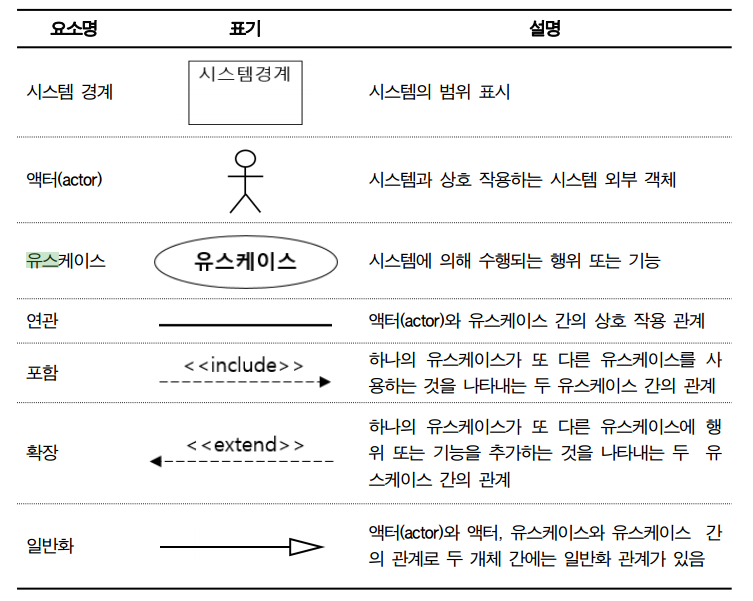 요소명 표기 설명
시스템 경계 시스템경계 시스템의 범위 표시
액터(actor) 시스템과 상호 작용하는 시스템 외부 객체
유스케이스 유스케이스 시스템에 의해 수행되는 행위 또는 기능
연관 액터(actor)와 유스케이스 간의 상호 작용 관계
포함 <<include>> 하나의 유스케이스가 또 다른 유스케이스를 사
용하는 것을 나타내는 두 유스케이스 간의 관계
확장 <<extend>> 하나의 유스케이스가 또 다른 유스케이스에 행
위 또는 기능을 추가하는 것을 나타내는 두 유
스케이스 간의 관계
일반화 액터(actor)와 액터, 유스케이스와 유스케이스 간
의 관계로 두 개체 간에는 일반화 관계가 있음